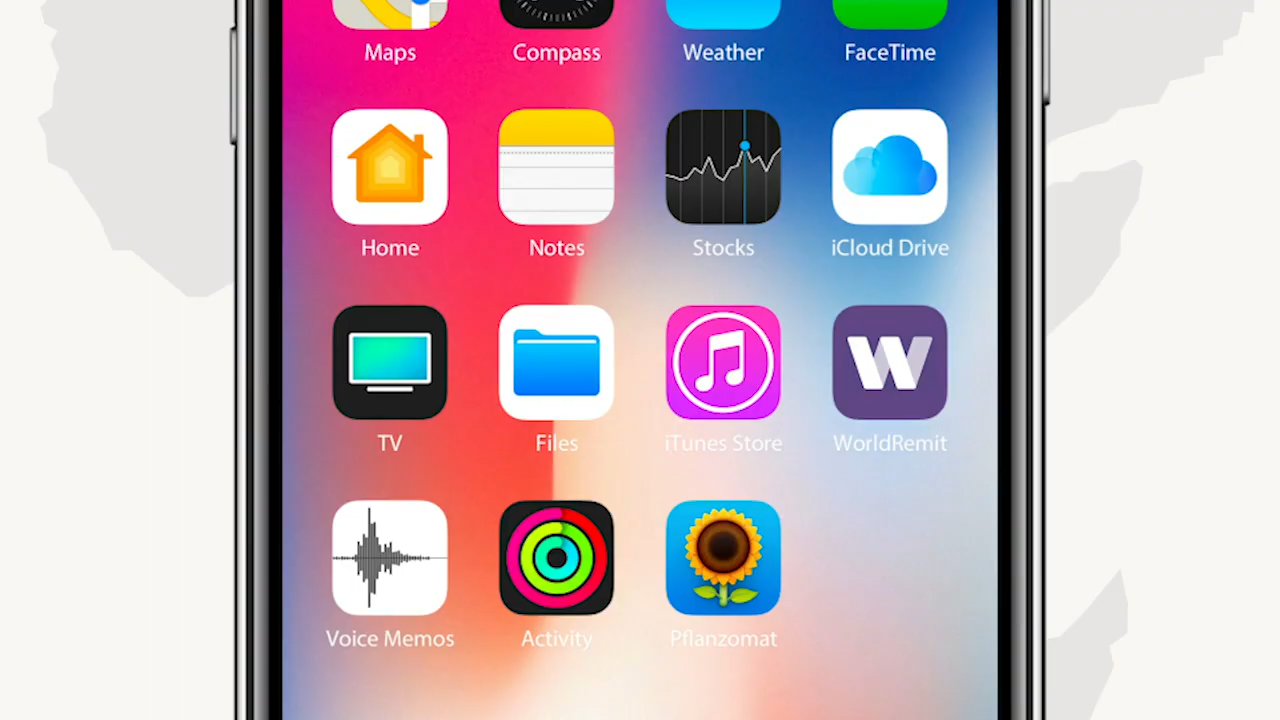 Maps Compass Weather FaceTime
Home Notes Stocks iCloud Drive
W
TV Files iTunes Store WorldRemit
Voice Memos Activity Pflanzomat